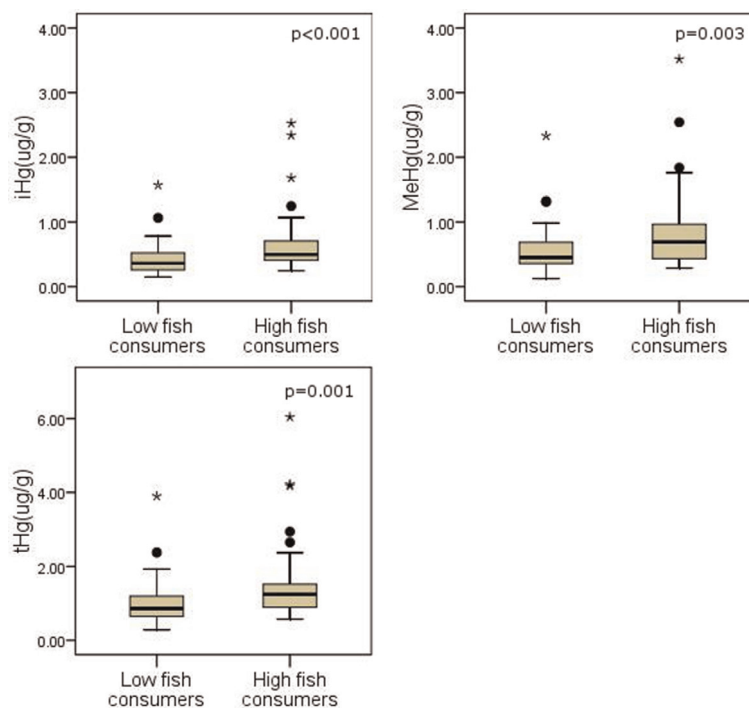 4.00
p<0.001
3.00
2.00
1.00
0.00
iHg(ug/g)
Low fish
consumers
High fish
consumers
4.00
p=0.003
3.00
2.00
1.00
0.00
MeHg(ug/g)
Low fish
consumers
High fish
consumers
p=0.001
6.00
4.00
2.00
0.00
tHg(ug/g)
Low fish
consumers
High fish
consumers